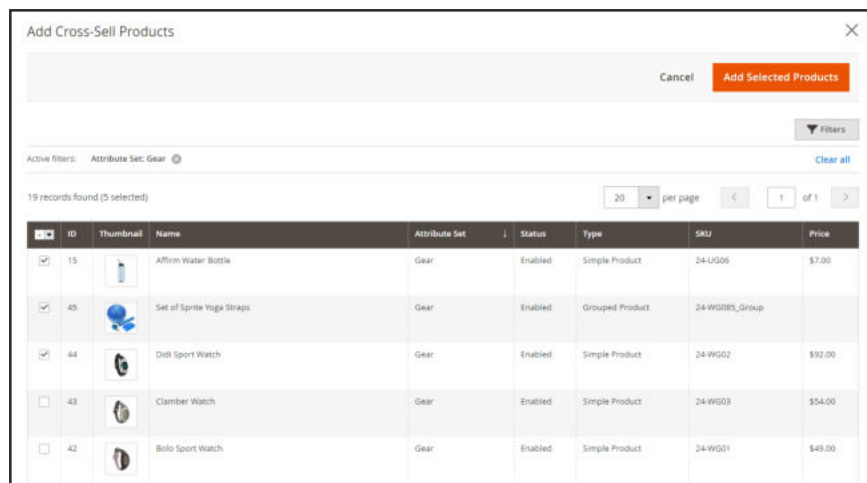 Add Cross-Sell Products
Cancel Add Selected Products
Filters
Active filters: Attribute Set: Gear Clear all
19 records found (5 selected) 20 per page 1 of 1
ID Thumbnail Name Attribute Set ↓ Status Type SKU Price
15 Affirm Water Bottle Gear Enabled Simple Product 24-UG06 $7.00
45 Set of Sprite Yoga Straps Gear Enabled Grouped Product 24-WG085_Group
44 Didi Sport Watch Gear Enabled Simple Product 24-WG02 $92.00
43 Clamber Watch Gear Enabled Simple Product 24-WG03 $54.00
42 Bolo Sport Watch Gear Enabled Simple Product 24-WG01 $49.00